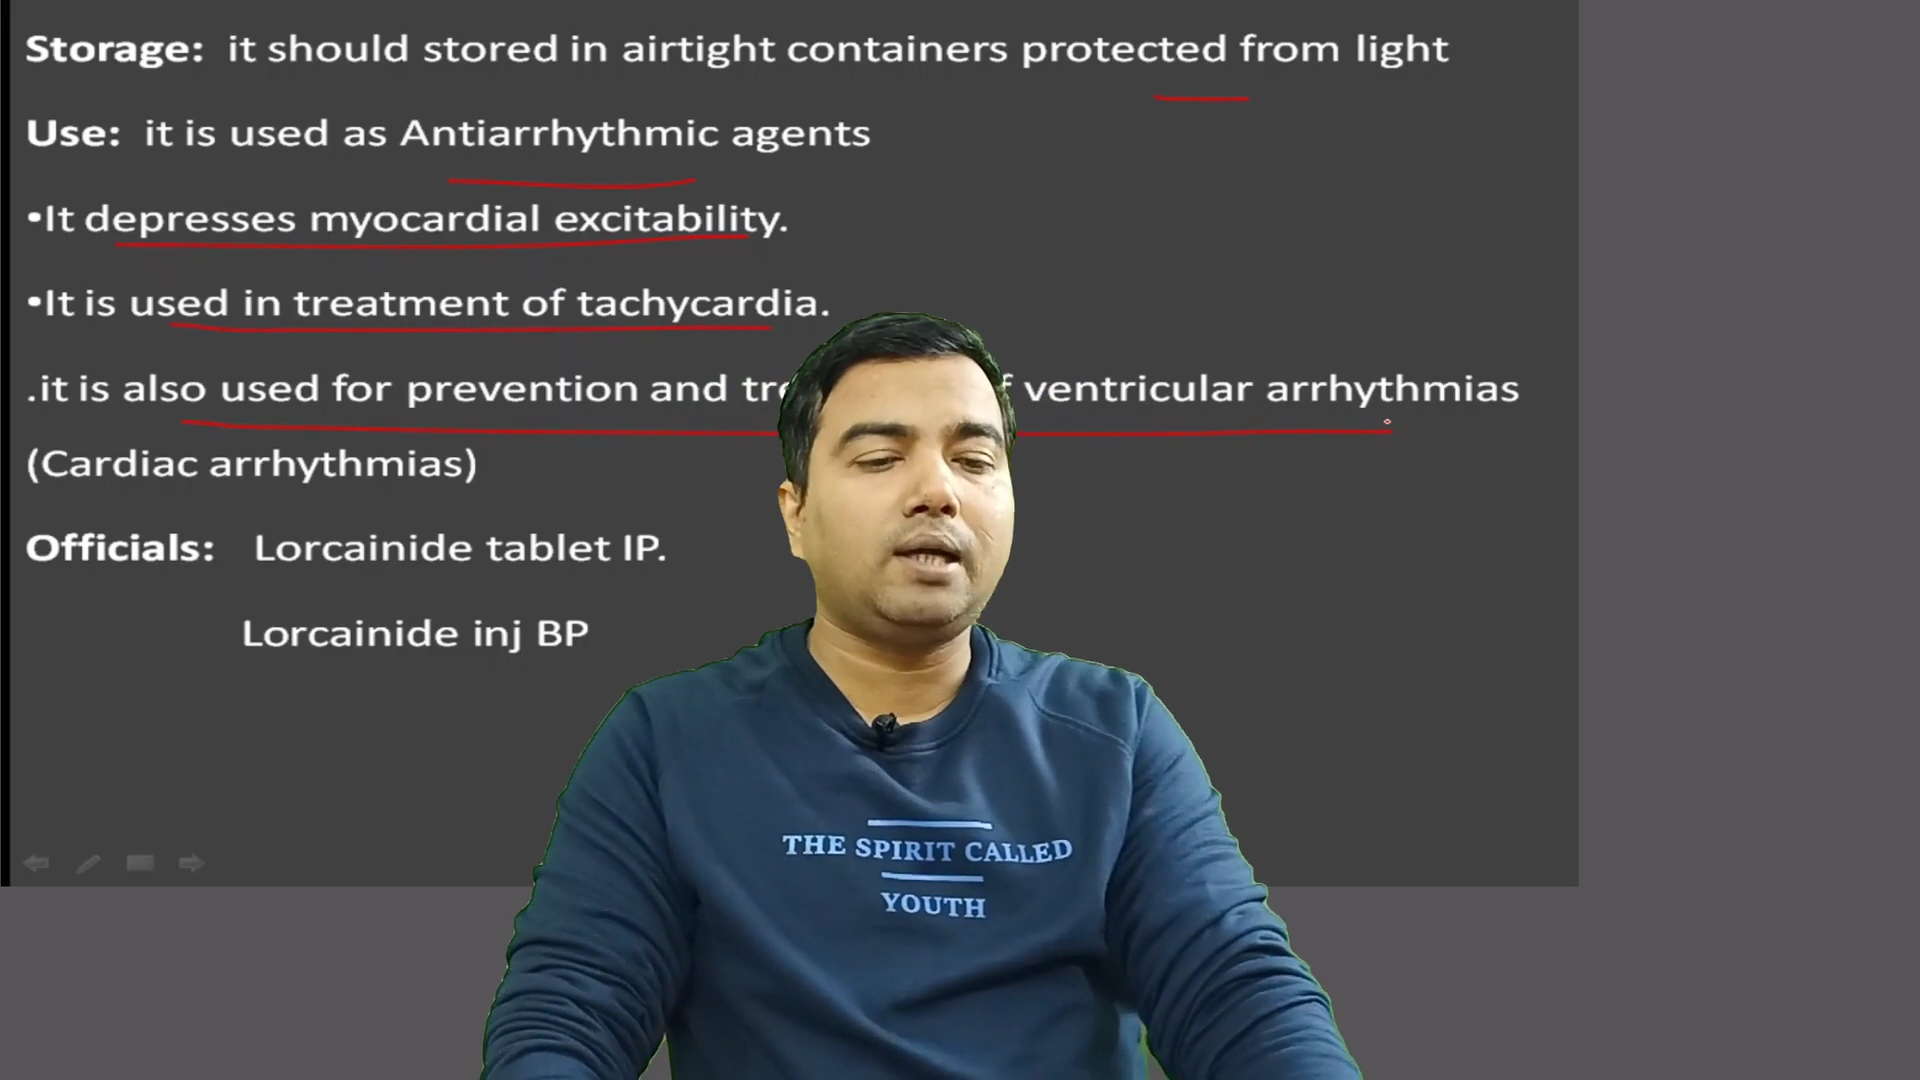 Storage: it should stored in airtight containers protected from light
Use: it is used as Antiarrhythmic agents
•It depresses myocardial excitability.
•It is used in treatment of tachycardia.
.it is also used for prevention and ventricular arrhythmias
(Cardiac arrhythmias)
Officials: Lorcainide tablet IP.
Lorcainide inj BP
THE SPIRIT CALLED
YOUTH